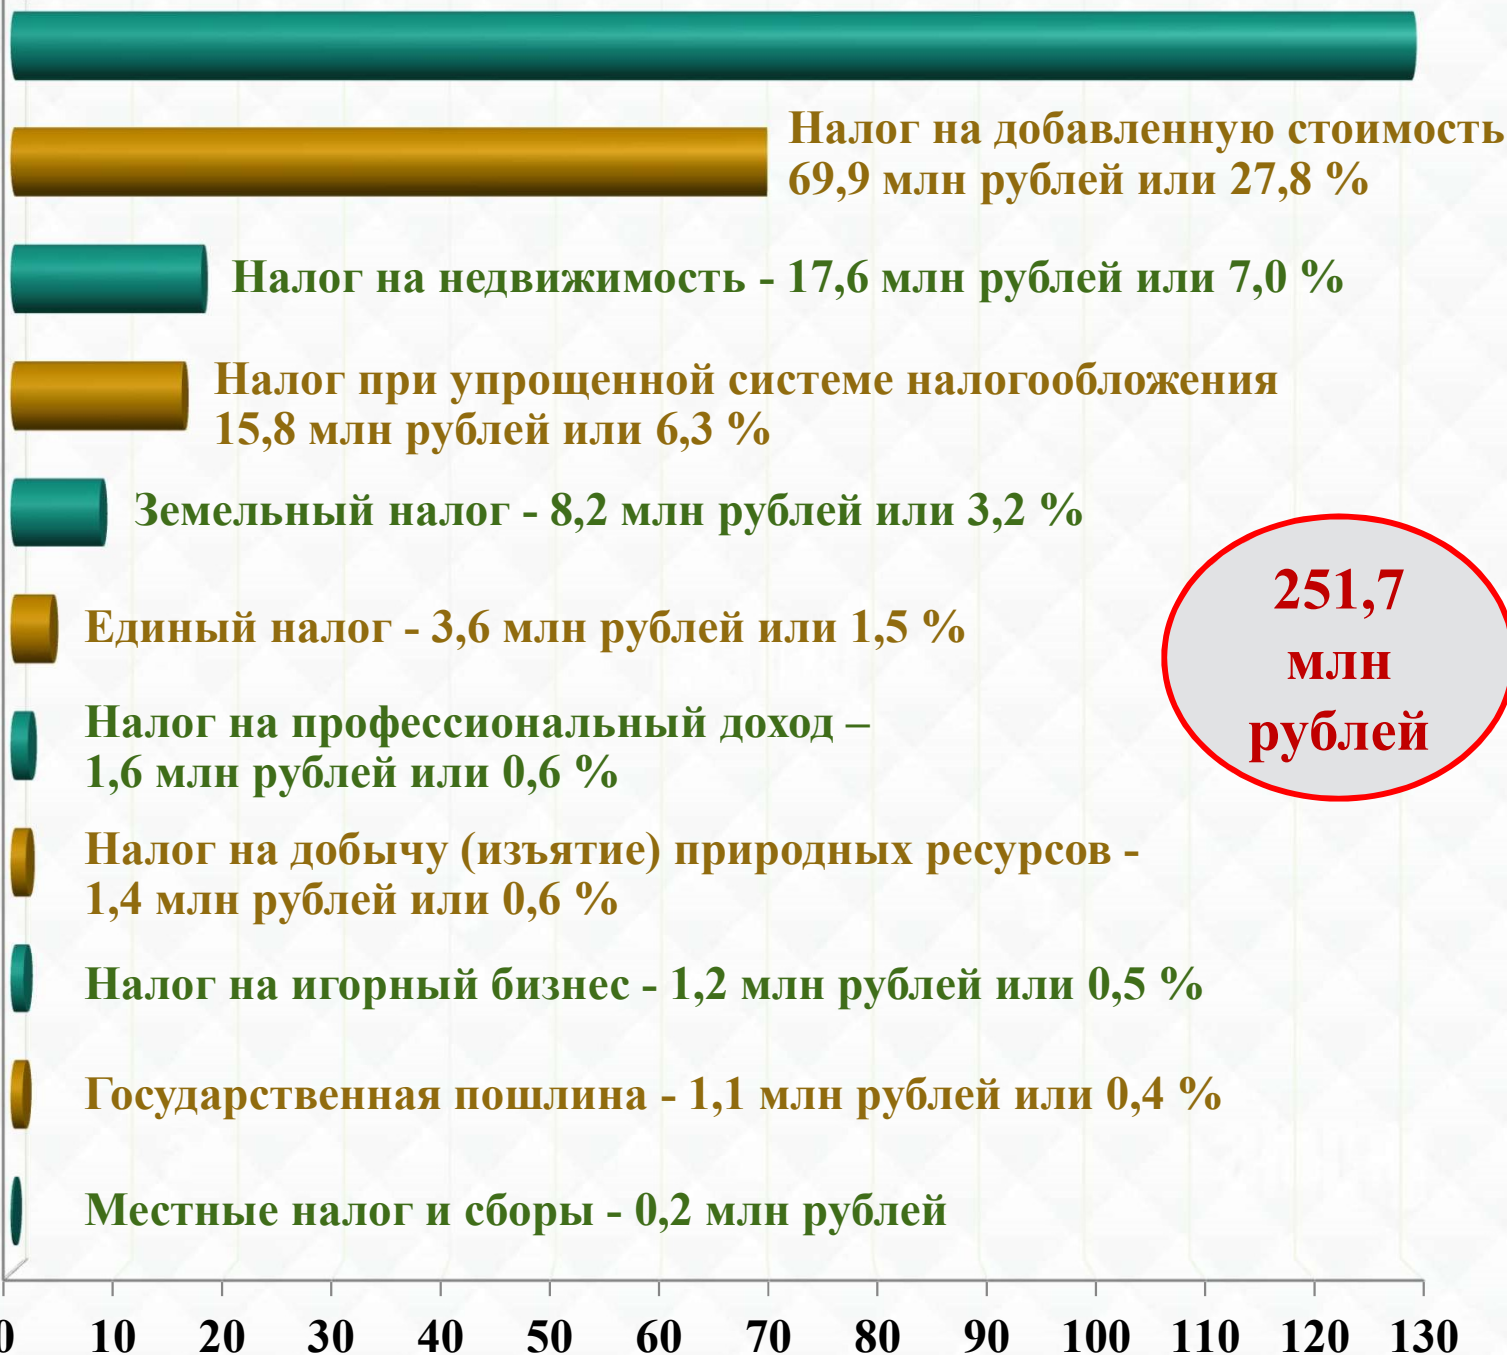 Налог на добавленную стоимость
69,9 млн рублей или 27,8 %
Налог на недвижимость - 17,6 млн рублей или 7,0 %
Налог при упрощенной системе налогообложения
15,8 млн рублей или 6,3 %
Земельный налог - 8,2 млн рублей или 3,2 %
Единый налог - 3,6 млн рублей или 1,5 %
251,7
млн
рублей
Налог на профессиональный доход –
1,6 млн рублей или 0,6 %
Налог на добычу (изъятие) природных ресурсов -
1,4 млн рублей или 0,6 %
Налог на игорный бизнес - 1,2 млн рублей или 0,5 %
Государственная пошлина - 1,1 млн рублей или 0,4 %
Местные налог и сборы - 0,2 млн рублей
0 10 20 30 40 50 60 70 80 90 100 110 120 130